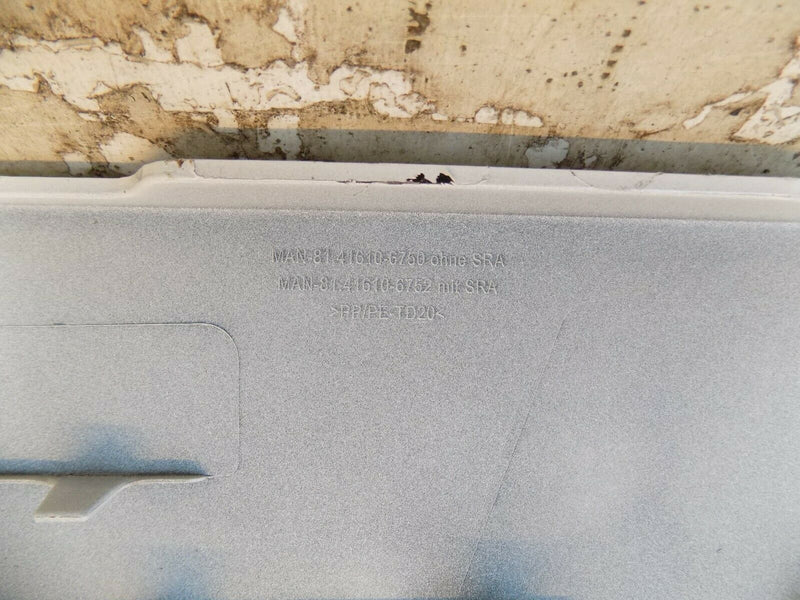 MAN-81.41610-6750 ohne SRA
MAN-81.41610-6752 mit SRA
>PP/PE-TD20<